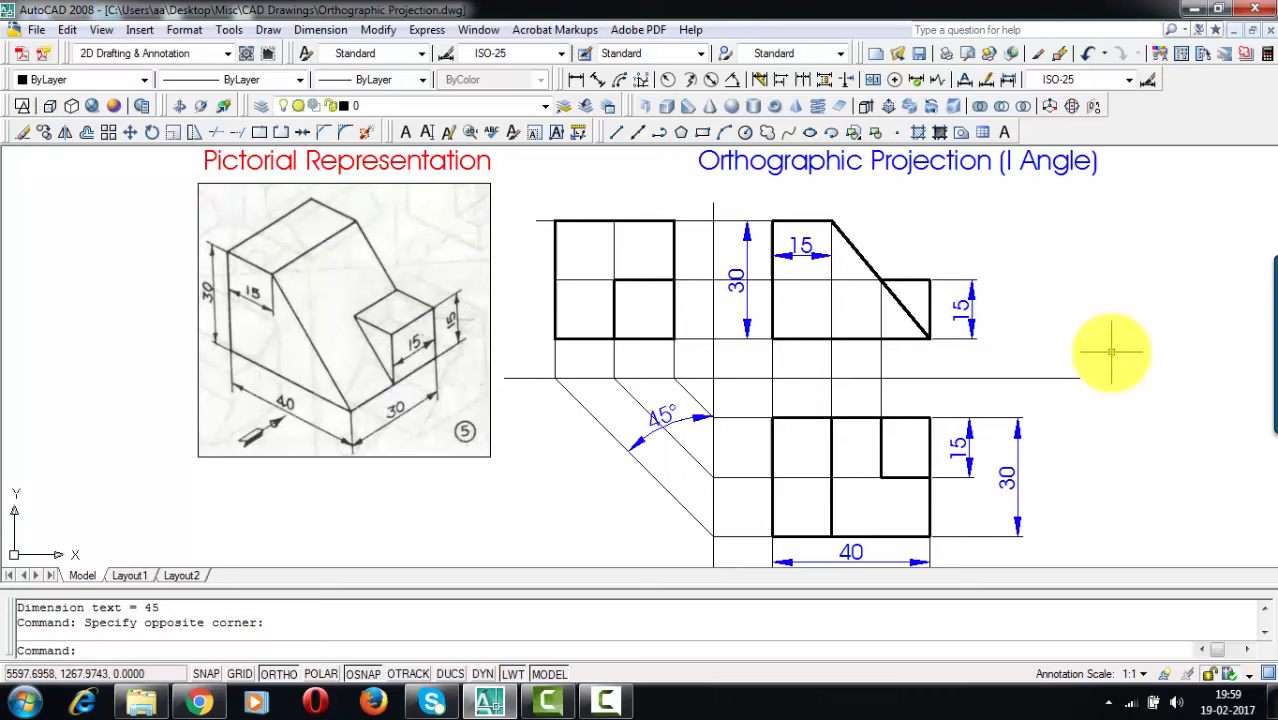 AutoCAD 2008 - [C:\Users\aa\Desktop\Misc\CAD Drawings\Orthographic Projection.dwg]
File Edit View Insert Format Tools Draw Dimension Modify Express Window Acrobat Markups Adobe PDF Help Type a question for help
2D Drafting & Annotation Standard ISO-25 Standard Standard
ByLayer ByLayer ByLayer ByColor ISO-25
0
Pictorial Representation
Orthographic Projection (I Angle)
30
15
15
15
40
30
5
15
30
15
45°
15
30
40
Y
X
Model Layout1 Layout2
Dimension text = 45
Command: Specify opposite corner:
Command:
5597.6958, 1267.9743, 0.0000 SNAP GRID ORTHO POLAR OSNAP OTRACK DUCS DYN LWT MODEL Annotation Scale: 1:1
19:59
19-02-2017